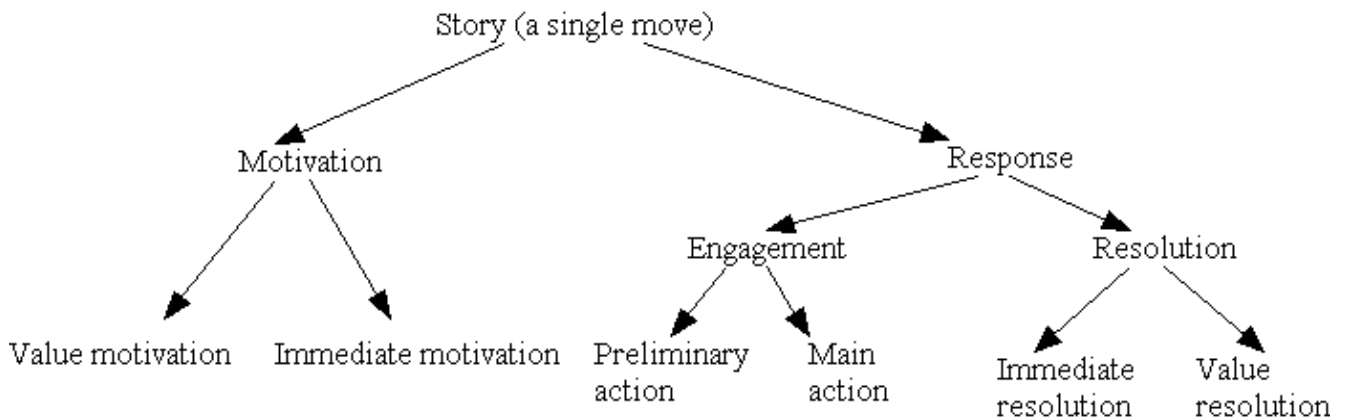 Story (a single move)
Motivation
Response
Engagement
Resolution
Value motivation
Immediate motivation
Preliminary
action
Main
action
Immediate
resolution
Value
resolution